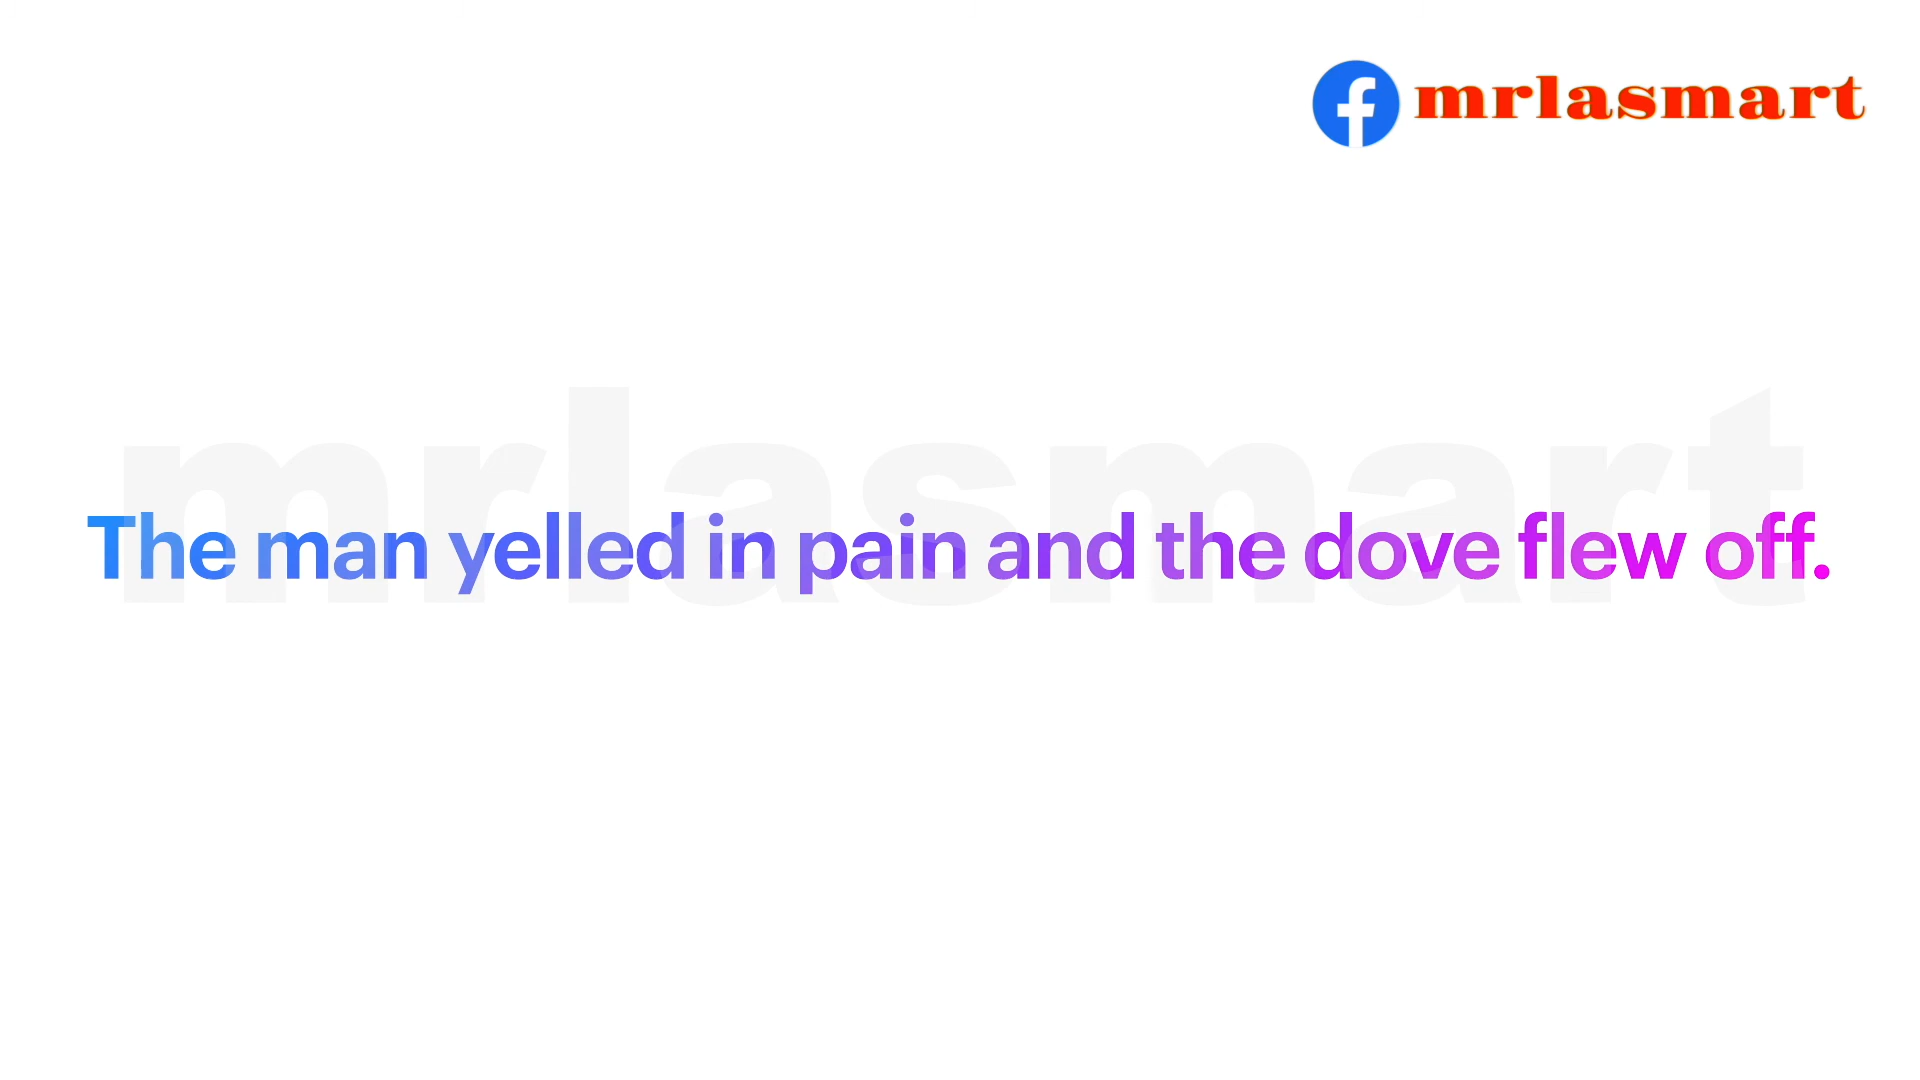 mrlasmart
mrlasmart
The man yelled in pain and the dove flew off.